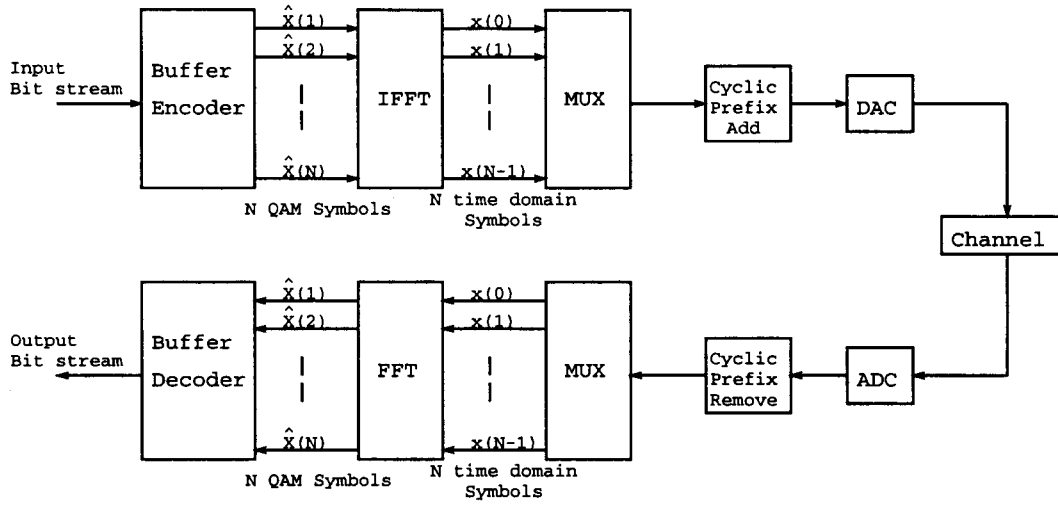 Input
Bit stream
Buffer
Encoder
X̂(1)
X̂(2)
X̂(N)
N QAM Symbols
IFFT
x(0)
x(1)
x(N-1)
N time domain
Symbols
MUX
Cyclic
Prefix
Add
DAC
Channel
Output
Bit stream
Buffer
Decoder
X̂(1)
X̂(2)
X̂(N)
N QAM Symbols
FFT
x(0)
x(1)
x(N-1)
N time domain
Symbols
MUX
Cyclic
Prefix
Remove
ADC